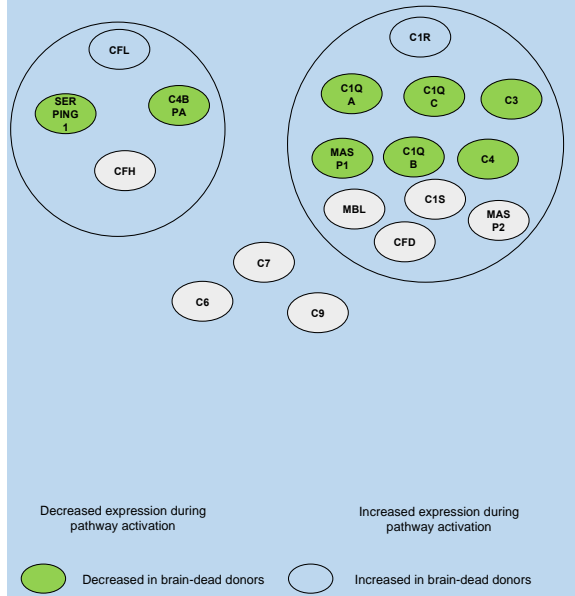 CFL
SER
PING
1
C4B
PA
CFH
C1R
C1Q
A
C1Q
C
C3
MAS
P1
C1Q
B
C4
MBL
C1S
MAS
P2
CFD
C7
C6
C9
Decreased expression during
pathway activation
Increased expression during
pathway activation
Decreased in brain-dead donors
Increased in brain-dead donors